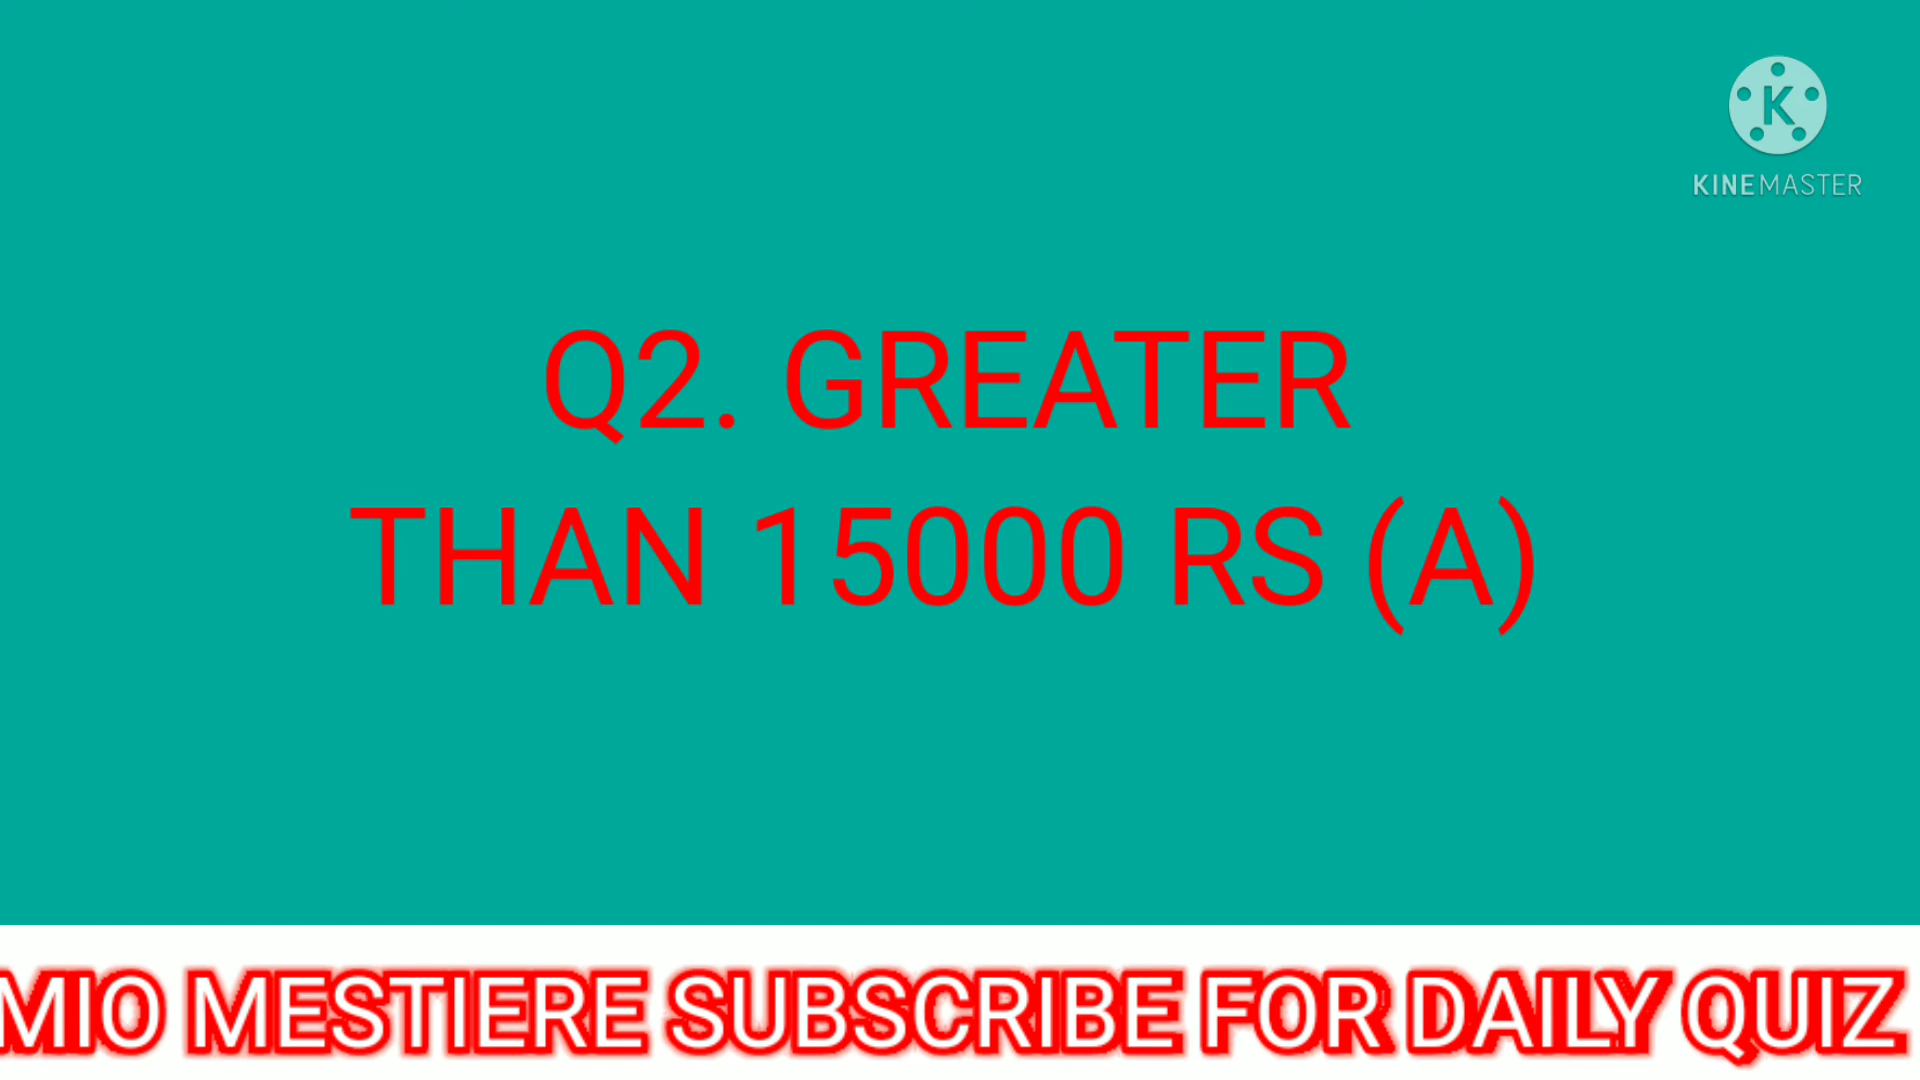 K
KINEMASTER
Q2. GREATER
THAN 15000 RS (A)
MIO MESTIERE SUBSCRIBE FOR DAILY QUIZ